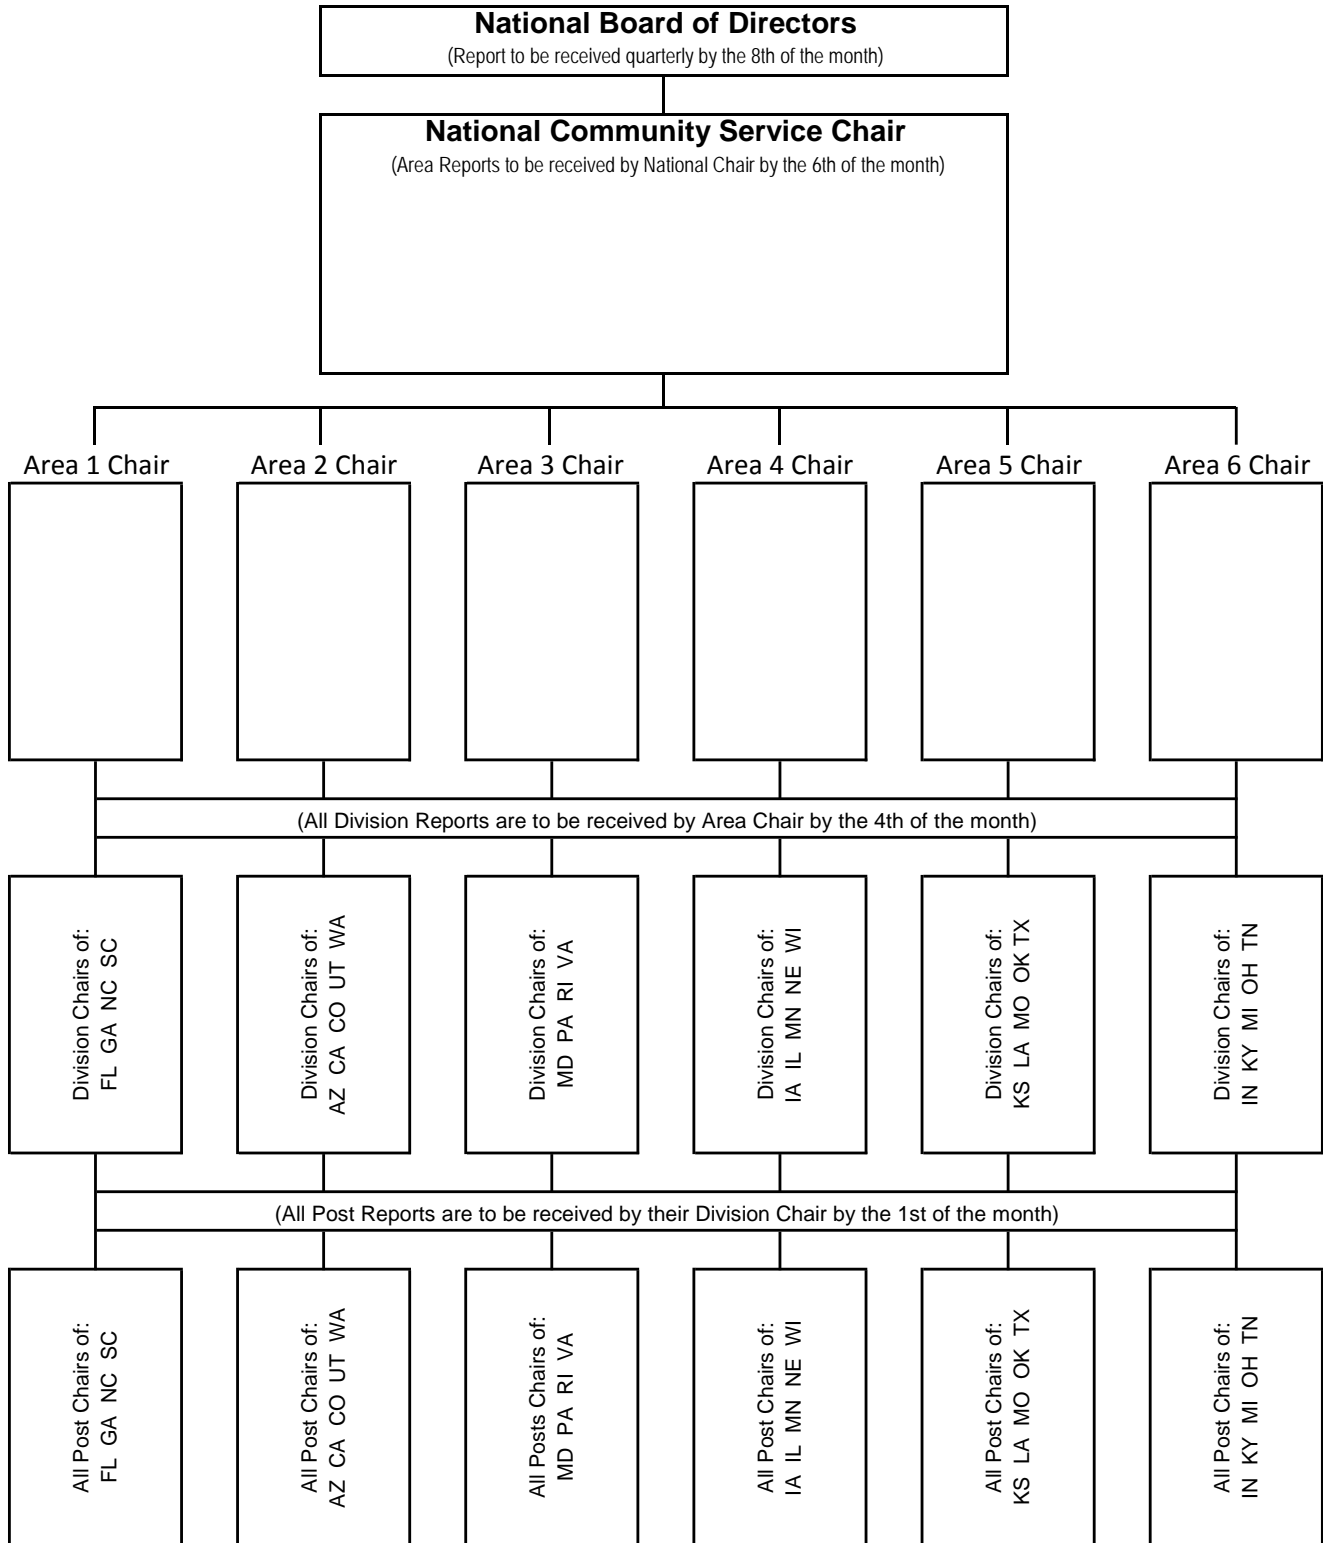 National Board of Directors
(Report to be received quarterly by the 8th of the month)
National Community Service Chair
(Area Reports to be received by National Chair by the 6th of the month)
Area 1 Chair
Area 2 Chair
Area 3 Chair
Area 4 Chair
Area 5 Chair
Area 6 Chair
(All Division Reports are to be received by Area Chair by the 4th of the month)
Division Chairs of:
FL GA NC SC
Division Chairs of:
AZ CA CO UT WA
Division Chairs of:
MD PA RI VA
Division Chairs of:
IA IL MN NE WI
Division Chairs of:
KS LA MO OK TX
Division Chairs of:
IN KY MI OH TN
(All Post Reports are to be received by their Division Chair by the 1st of the month)
All Post Chairs of:
FL GA NC SC
All Post Chairs of:
AZ CA CO UT WA
All Posts Chairs of:
MD PA RI VA
All Post Chairs of:
IA IL MN NE WI
All Post Chairs of:
KS LA MO OK TX
All Post Chairs of:
IN KY MI OH TN